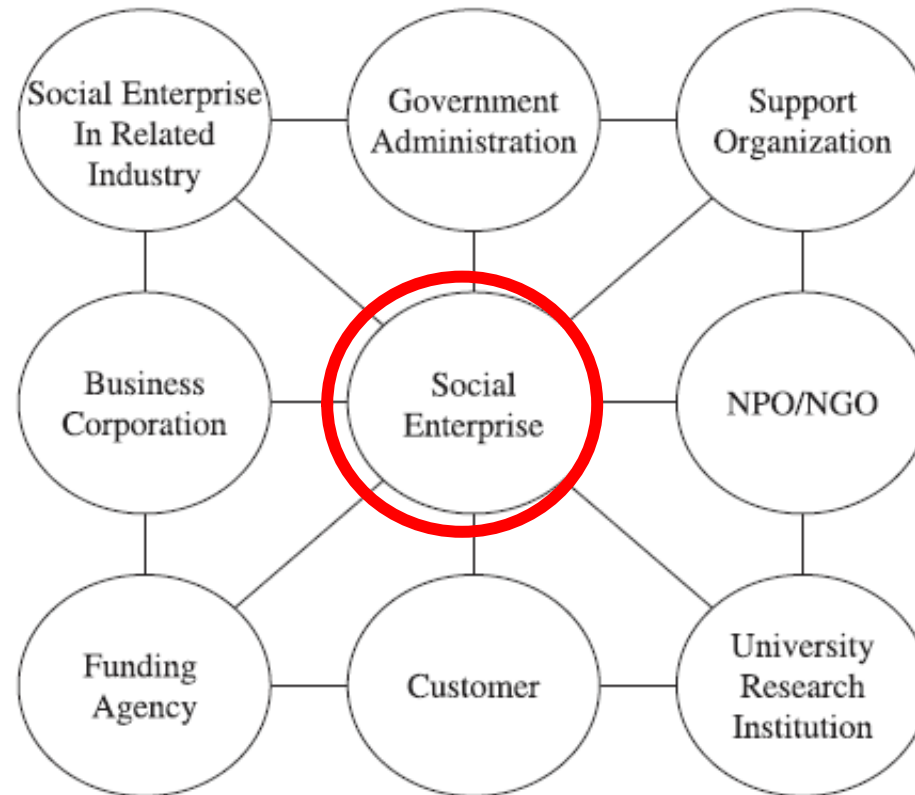 Social Enterprise
In Related
Industry
Government
Administration
Support
Organization
Business
Corporation
Social
Enterprise
NPO/NGO
Funding
Agency
Customer
University
Research
Institution